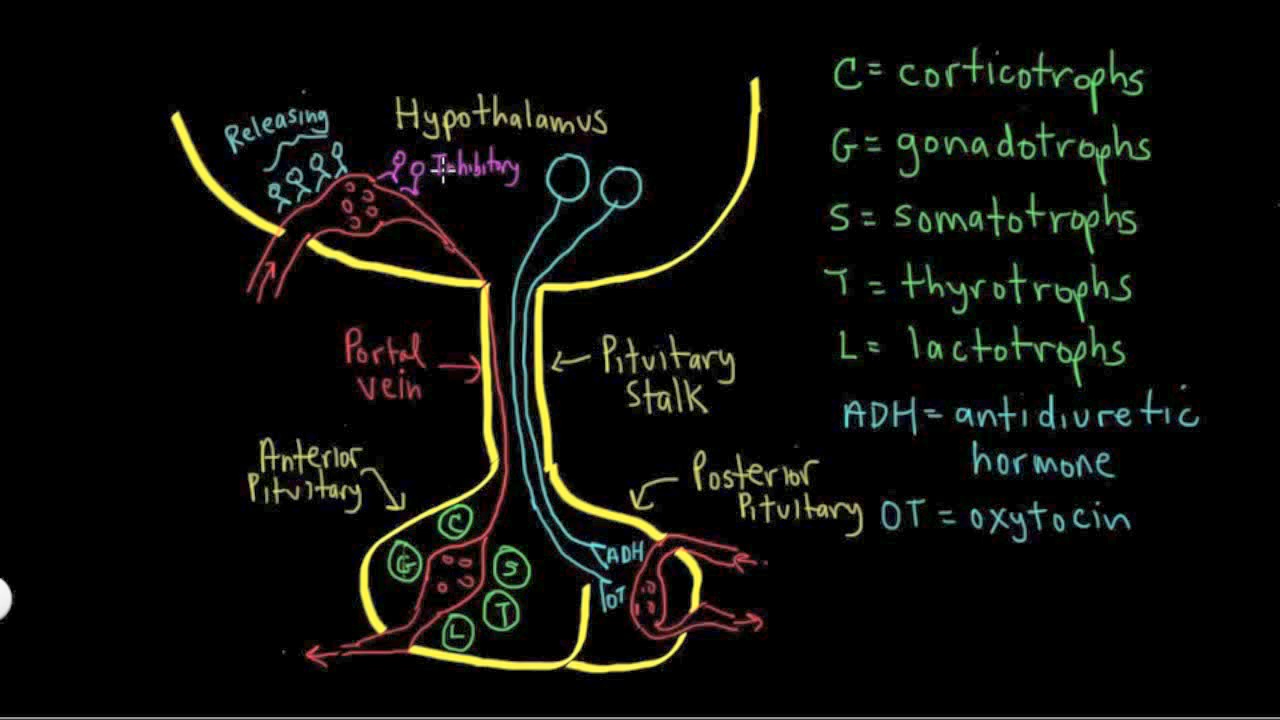 Releasing
Hypothalamus
Inhibitory
Portal
vein
Pituitary
Stalk
Anterior
Pituitary
Posterior
Pituitary
C
G
S
T
L
ADH
OT
C = corticotrophs
G = gonadotrophs
S = somatotrophs
T = thyrotrophs
L = lactotrophs
ADH = antidiuretic
hormone
OT = oxytocin